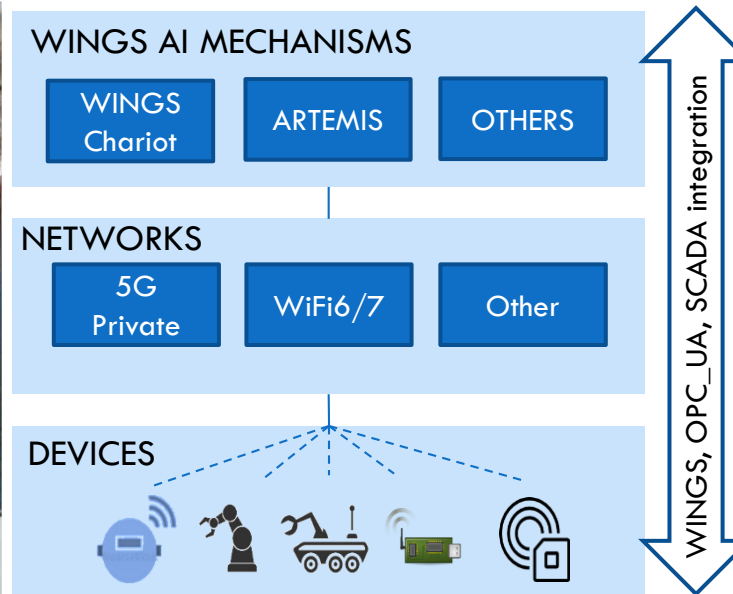 WINGS AI MECHANISMS
WINGS
Chariot
ARTEMIS
OTHERS
NETWORKS
5G
Private
WiFi6/7
Other
DEVICES
WINGS, OPC_UA, SCADA integration